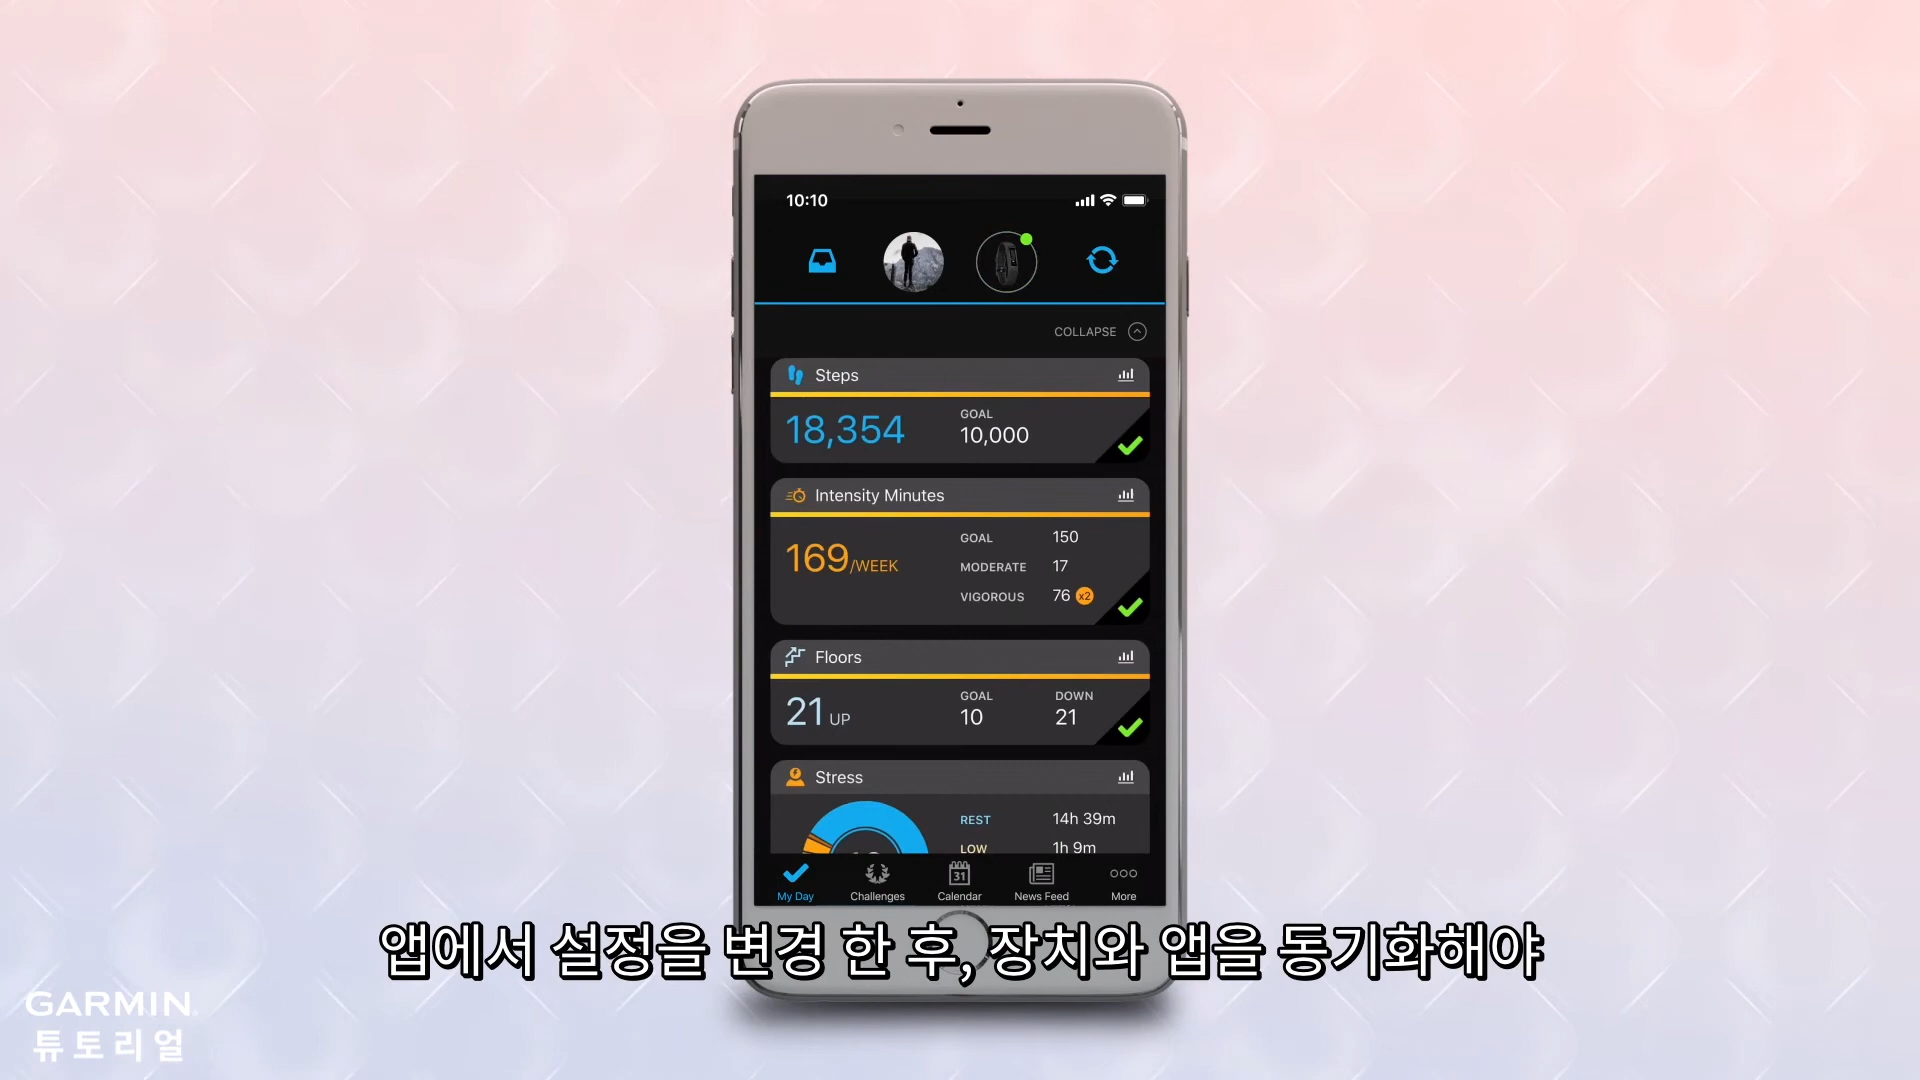 10:10
COLLAPSE
Steps
18,354
GOAL
10,000
Intensity Minutes
169/WEEK
GOAL 150
MODERATE 17
VIGOROUS 76 x2
Floors
21 UP
GOAL
10
DOWN
21
Stress
REST 14h 39m
LOW 1h 9m
31
My Day
Challenges
Calendar
News Feed
More
앱에서 설정을 변경 한 후, 장치와 앱을 동기화해야
GARMIN
튜토리얼